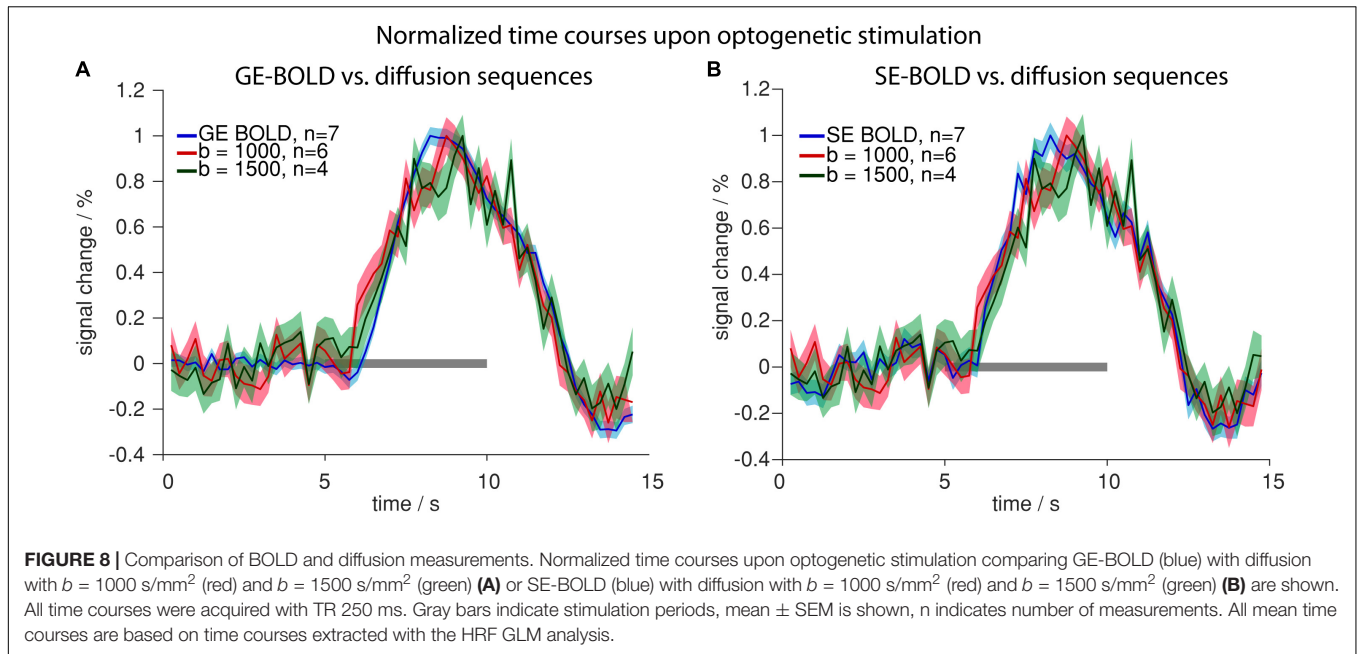 Normalized time courses upon optogenetic stimulation
A
GE-BOLD vs. diffusion sequences
1.2
1
0.8
0.6
0.4
0.2
0
-0.2
-0.4
signal change / %
GE BOLD, n=7
b = 1000, n=6
b = 1500, n=4
0 5 10 15
time / s
B
SE-BOLD vs. diffusion sequences
1.2
1
0.8
0.6
0.4
0.2
0
-0.2
-0.4
signal change / %
SE BOLD, n=7
b = 1000, n=6
b = 1500, n=4
0 5 10 15
time / s
FIGURE 8 | Comparison of BOLD and diffusion measurements. Normalized time courses upon optogenetic stimulation comparing GE-BOLD (blue) with diffusion
with b = 1000 s/mm² (red) and b = 1500 s/mm² (green) (A) or SE-BOLD (blue) with diffusion with b = 1000 s/mm² (red) and b = 1500 s/mm² (green) (B) are shown.
All time courses were acquired with TR 250 ms. Gray bars indicate stimulation periods, mean ± SEM is shown, n indicates number of measurements. All mean time
courses are based on time courses extracted with the HRF GLM analysis.